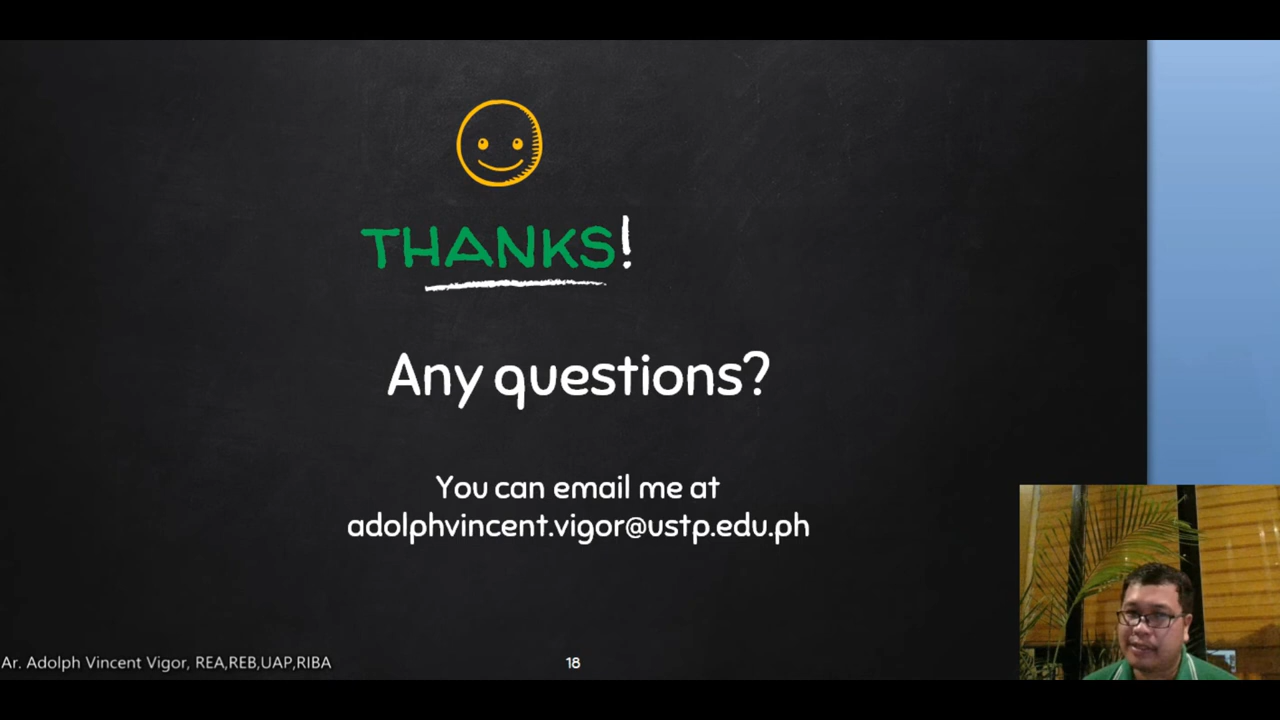 THANKS!
Any questions?
You can email me at
adolphvincent.vigor@ustp.edu.ph
Ar. Adolph Vincent Vigor, REA,REB,UAP,RIBA
18